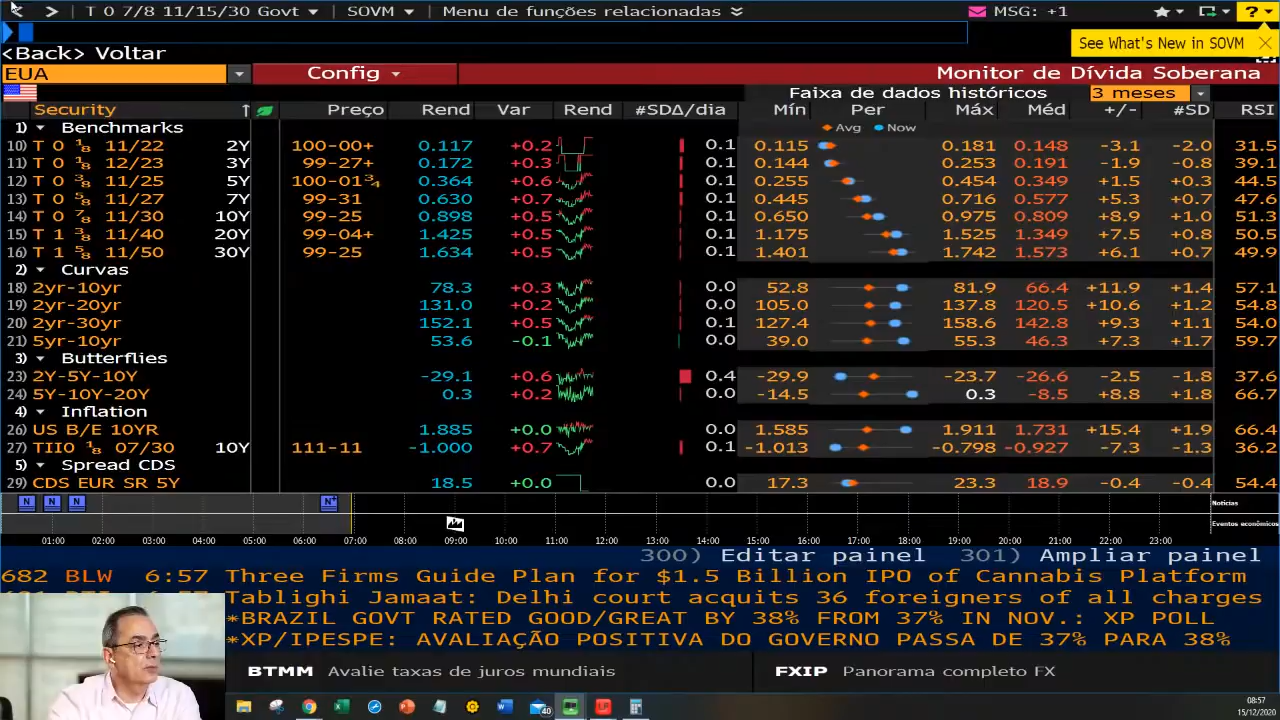 < > T 0 7/8 11/15/30 Govt ▾ SOVM ▾ Menu de funções relacionadas MSG: +1 ?
See What's New in SOVM
<Back> Voltar
EUA Config Monitor de Dívida Soberana
Faixa de dados históricos 3 meses
Security ↑ Preço Rend Var Rend #SDΔ/dia Mín Per Máx Méd +/- #SD RSI
1) Benchmarks Avg Now
10) T 0 ⅛ 11/22 2Y 100-00+ 0.117 +0.2 0.1 0.115 0.181 0.148 -3.1 -2.0 31.5
11) T 0 ⅛ 12/23 3Y 99-27+ 0.172 +0.3 0.1 0.144 0.253 0.191 -1.9 -0.8 39.1
12) T 0 ⅜ 11/25 5Y 100-01¾ 0.364 +0.6 0.1 0.255 0.454 0.349 +1.5 +0.3 44.5
13) T 0 ⅝ 11/27 7Y 99-31 0.630 +0.7 0.1 0.445 0.716 0.577 +5.3 +0.7 47.6
14) T 0 ⅞ 11/30 10Y 99-25 0.898 +0.5 0.1 0.650 0.975 0.809 +8.9 +1.0 51.3
15) T 1 ⅜ 11/40 20Y 99-04+ 1.425 +0.5 0.1 1.175 1.525 1.349 +7.5 +0.8 50.5
16) T 1 ⅝ 11/50 30Y 99-25 1.634 +0.5 0.1 1.401 1.742 1.573 +6.1 +0.7 49.9
2) Curvas
18) 2yr-10yr 78.3 +0.3 0.0 52.8 81.9 66.4 +11.9 +1.4 57.1
19) 2yr-20yr 131.0 +0.2 0.0 105.0 137.8 120.5 +10.6 +1.2 54.8
20) 2yr-30yr 152.1 +0.5 0.1 127.4 158.6 142.8 +9.3 +1.1 54.0
21) 5yr-10yr 53.6 -0.1 0.0 39.0 55.3 46.3 +7.3 +1.7 59.7
3) Butterflies
23) 2Y-5Y-10Y -29.1 +0.6 0.4 -29.9 -23.7 -26.6 -2.5 -1.8 37.6
24) 5Y-10Y-20Y 0.3 +0.2 0.0 -14.5 0.3 -8.5 +8.8 +1.8 66.7
4) Inflation
26) US B/E 10YR 1.885 +0.0 0.0 1.585 1.911 1.731 +15.4 +1.9 66.0
27) TII0 ⅛ 07/30 10Y 111-11 -1.000 +0.7 0.1 -1.013 -0.798 -0.927 -7.3 -1.3 36.2
5) Spread CDS
29) CDS EUR SR 5Y 18.5 +0.0 0.0 17.3 23.3 18.9 -0.4 -0.4 54.4
N N N N Notícias
Eventos econômicos
01:00 02:00 03:00 04:00 05:00 06:00 07:00 08:00 09:00 10:00 11:00 12:00 13:00 14:00 15:00 16:00 17:00 18:00 19:00 20:00 21:00 22:00 23:00
300) Editar painel 301) Ampliar painel
682 BLW 6:57 Three Firms Guide Plan for $1.5 Billion IPO of Cannabis Platform
Tablighi Jamaat: Delhi court acquits 36 foreigners of all charges
*BRAZIL GOVT RATED GOOD/GREAT BY 38% FROM 37% IN NOV.: XP POLL
*XP/IPESPE: AVALIAÇÃO POSITIVA DO GOVERNO PASSA DE 37% PARA 38%
BTMM Avalie taxas de juros mundiais FXIP Panorama completo FX
40
08:57
15/12/2020